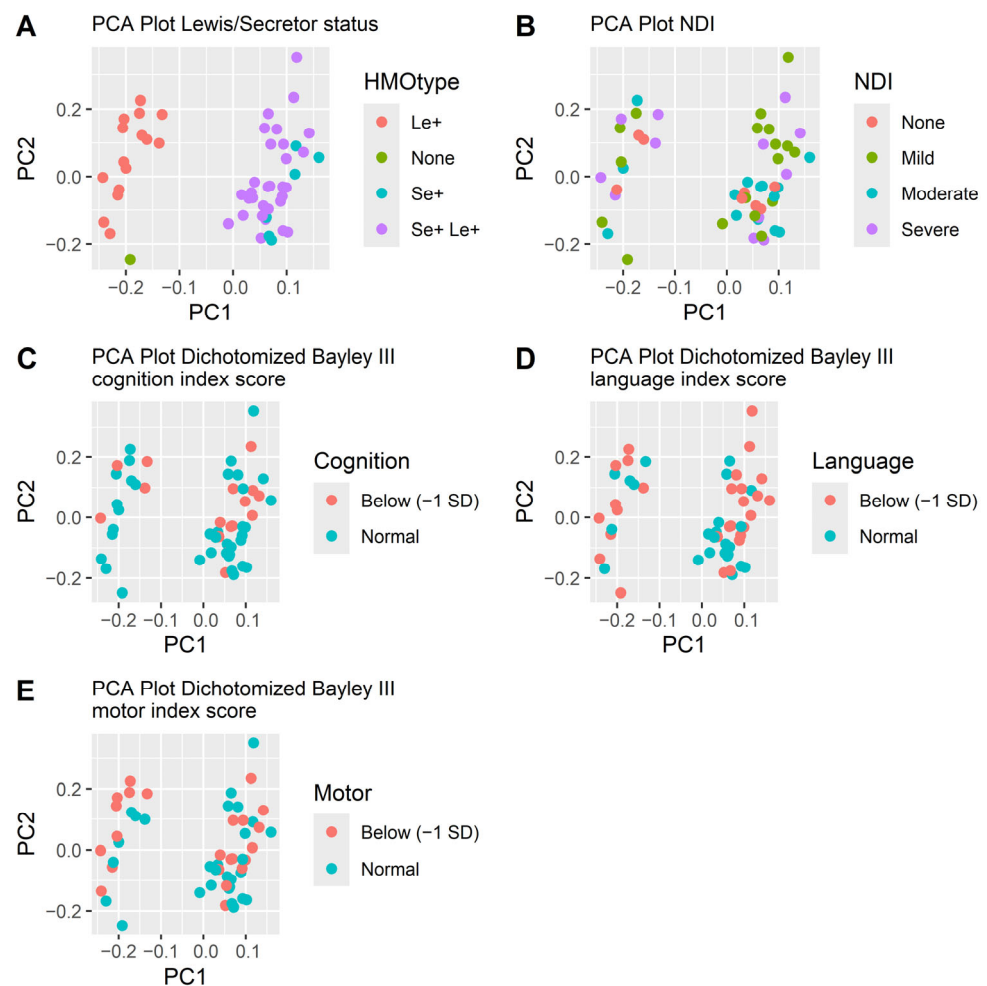 A
PCA Plot Lewis/Secretor status
PC2
0.2
0.0
−0.2
−0.2
−0.1
0.0
0.1
PC1
HMOtype
Le+
None
Se+
Se+ Le+
B
PCA Plot NDI
PC2
0.2
0.0
−0.2
−0.2
−0.1
0.0
0.1
PC1
NDI
None
Mild
Moderate
Severe
C
PCA Plot Dichotomized Bayley III
cognition index score
PC2
0.2
0.0
−0.2
−0.2
−0.1
0.0
0.1
PC1
Cognition
Below (−1 SD)
Normal
D
PCA Plot Dichotomized Bayley III
language index score
PC2
0.2
0.0
−0.2
−0.2
−0.1
0.0
0.1
PC1
Language
Below (−1 SD)
Normal
E
PCA Plot Dichotomized Bayley III
motor index score
PC2
0.2
0.0
−0.2
−0.2
−0.1
0.0
0.1
PC1
Motor
Below (−1 SD)
Normal